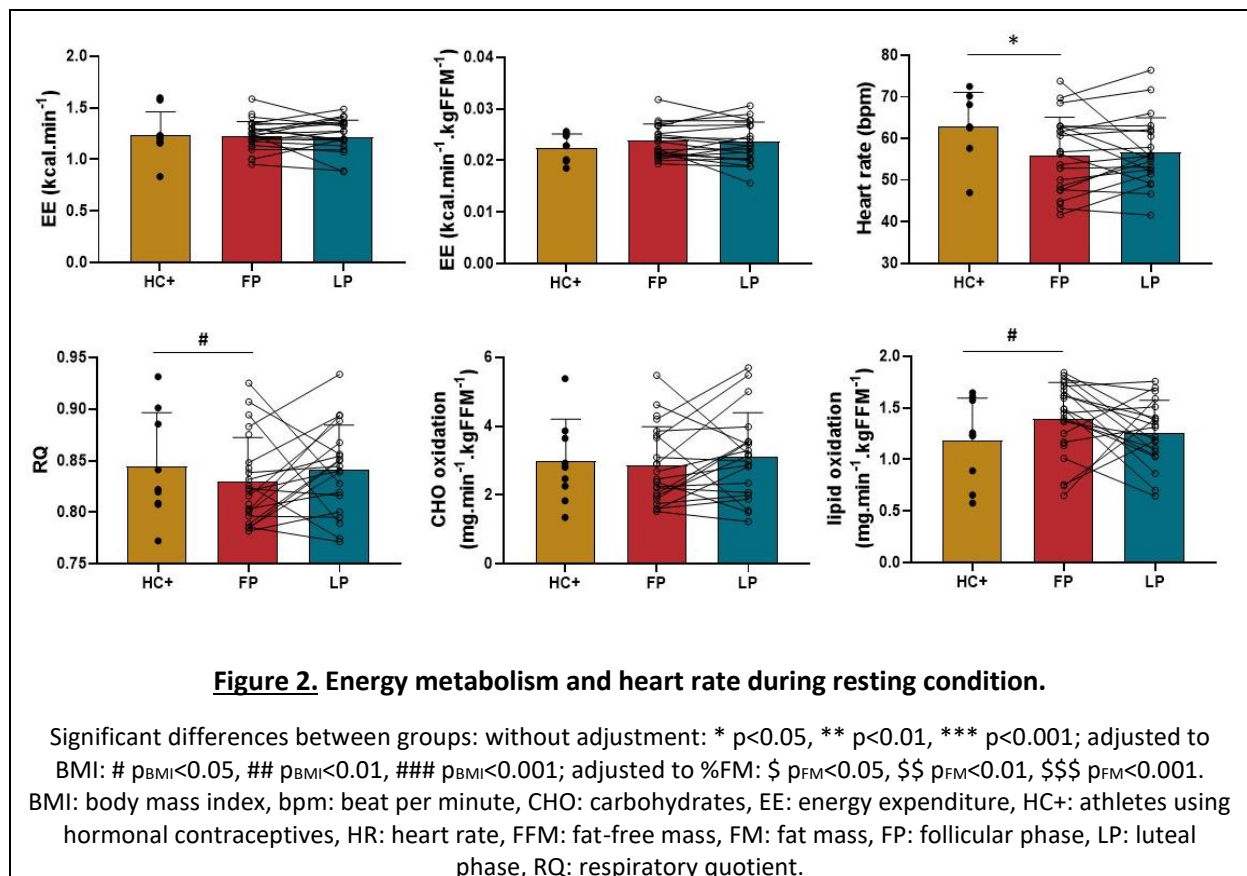 2.0
1.5
1.0
0.5
0.0
EE (kcal.min⁻¹)
HC+ FP LP
0.04
0.03
0.02
0.01
0.00
EE (kcal.min⁻¹.kgFFM⁻¹)
HC+ FP LP
*
80
70
60
50
40
30
Heart rate (bpm)
HC+ FP LP
#
0.95
0.90
0.85
0.80
0.75
RQ
HC+ FP LP
6
4
2
0
CHO oxidation
(mg.min⁻¹.kgFFM⁻¹)
HC+ FP LP
#
2.0
1.5
1.0
0.5
0.0
lipid oxidation
(mg.min⁻¹.kgFFM⁻¹)
HC+ FP LP
Figure 2. Energy metabolism and heart rate during resting condition.
Significant differences between groups: without adjustment: * p<0.05, ** p<0.01, *** p<0.001; adjusted to
BMI: # pBMI<0.05, ## pBMI<0.01, ### pBMI<0.001; adjusted to %FM: $ pFM<0.05, $$ pFM<0.01, $$$ pFM<0.001.
BMI: body mass index, bpm: beat per minute, CHO: carbohydrates, EE: energy expenditure, HC+: athletes using
hormonal contraceptives, HR: heart rate, FFM: fat-free mass, FM: fat mass, FP: follicular phase, LP: luteal
phase, RQ: respiratory quotient.